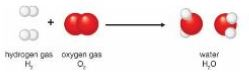 +
hydrogen gas oxygen gas water
H₂ O₂ H₂O